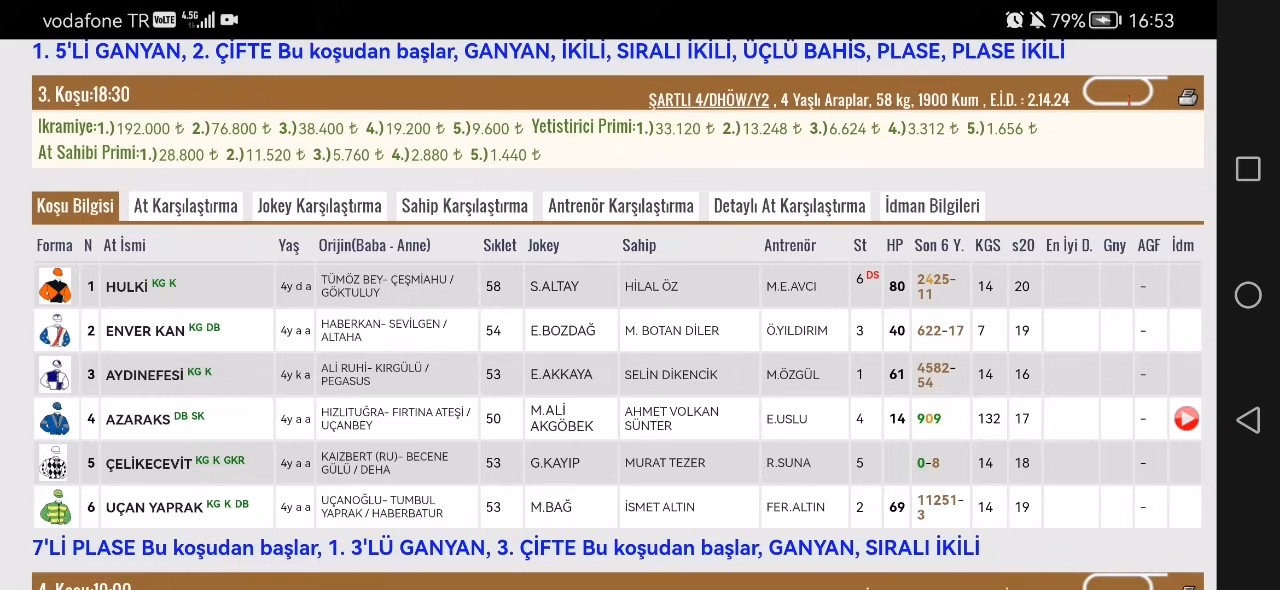 vodafone TR VoLTE 4.5G 79% 16:53
1. 5'Lİ GANYAN, 2. ÇİFTE Bu koşudan başlar, GANYAN, İKİLİ, SIRALI İKİLİ, ÜÇLÜ BAHİS, PLASE, PLASE İKİLİ
3. Koşu:18:30 ŞARTLI 4/DHÖW/Y2 , 4 Yaşlı Araplar, 58 kg, 1900 Kum , E.İ.D. : 2.14.24
Ikramiye:1.)192.000 ₺ 2.)76.800 ₺ 3.)38.400 ₺ 4.)19.200 ₺ 5.)9.600 ₺ Yetistirici Primi:1.)33.120 ₺ 2.)13.248 ₺ 3.)6.624 ₺ 4.)3.312 ₺ 5.)1.656 ₺
At Sahibi Primi:1.)28.800 ₺ 2.)11.520 ₺ 3.)5.760 ₺ 4.)2.880 ₺ 5.)1.440 ₺
Koşu Bilgisi At Karşılaştırma Jokey Karşılaştırma Sahip Karşılaştırma Antrenör Karşılaştırma Detaylı At Karşılaştırma İdman Bilgileri
Forma N At İsmi Yaş Orijin(Baba - Anne) Sıklet Jokey Sahip Antrenör St HP Son 6 Y. KGS s20 En İyi D. Gny AGF İdm
1 HULKİ KG K 4y d a TÜMÖZ BEY- ÇEŞMİAHU / GÖKTULUY 58 S.ALTAY HİLAL ÖZ M.E.AVCI 6 DS 80 2425-11 14 20 -
2 ENVER KAN KG DB 4y a a HABERKAN- SEVİLGEN / ALTAHA 54 E.BOZDAĞ M. BOTAN DİLER Ö.YILDIRIM 3 40 622-17 7 19 -
3 AYDINEFESİ KG K 4y k a ALİ RUHİ- KIRGÜLÜ / PEGASUS 53 E.AKKAYA SELİN DİKENCİK M.ÖZGÜL 1 61 4582-54 14 16 -
4 AZARAKS DB SK 4y a a HIZLITUĞRA- FIRTINA ATEŞİ / UÇANBEY 50 M.ALİ AKGÖBEK AHMET VOLKAN SÜNTER E.USLU 4 14 909 132 17 -
5 ÇELİKECEVİT KG K GKR 4y a a KAIZBERT (RU)- BECENE GÜLÜ / DEHA 53 G.KAYIP MURAT TEZER R.SUNA 5 0-8 14 18 -
6 UÇAN YAPRAK KG K DB 4y a a UÇANOĞLU- TUMBUL YAPRAK / HABERBATUR 53 M.BAĞ İSMET ALTIN FER.ALTIN 2 69 11251-3 14 19 -
7'Lİ PLASE Bu koşudan başlar, 1. 3'LÜ GANYAN, 3. ÇİFTE Bu koşudan başlar, GANYAN, SIRALI İKİLİ
4. Koşu:19:00